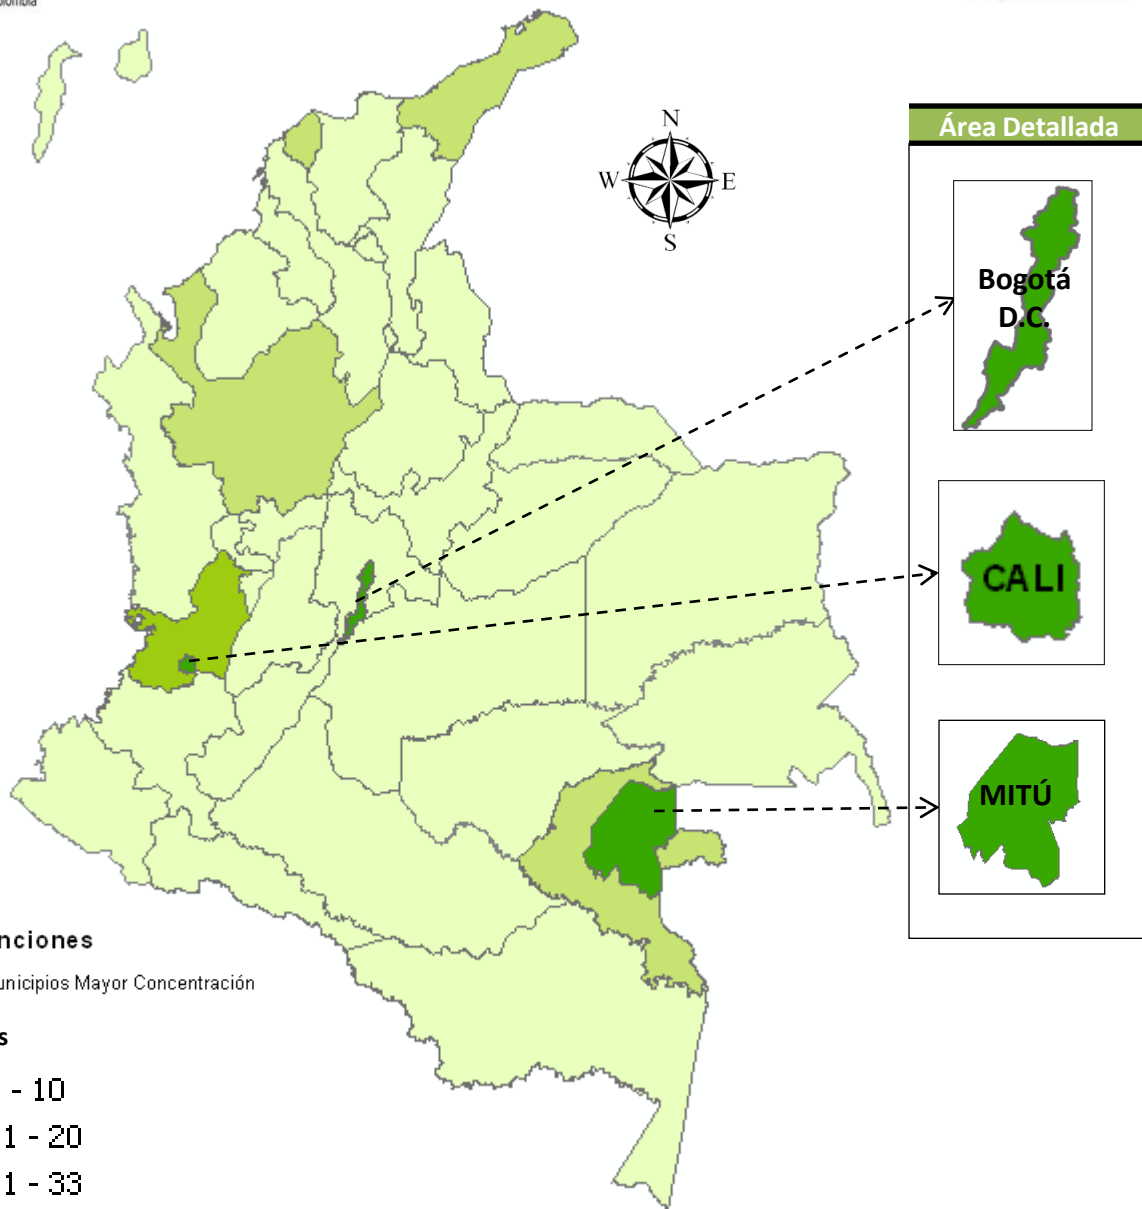 N
W E
S
Área Detallada
Bogotá
D.C.
CALI
MITÚ
nciones
unicipios Mayor Concentración
s
- 10
1 - 20
1 - 33